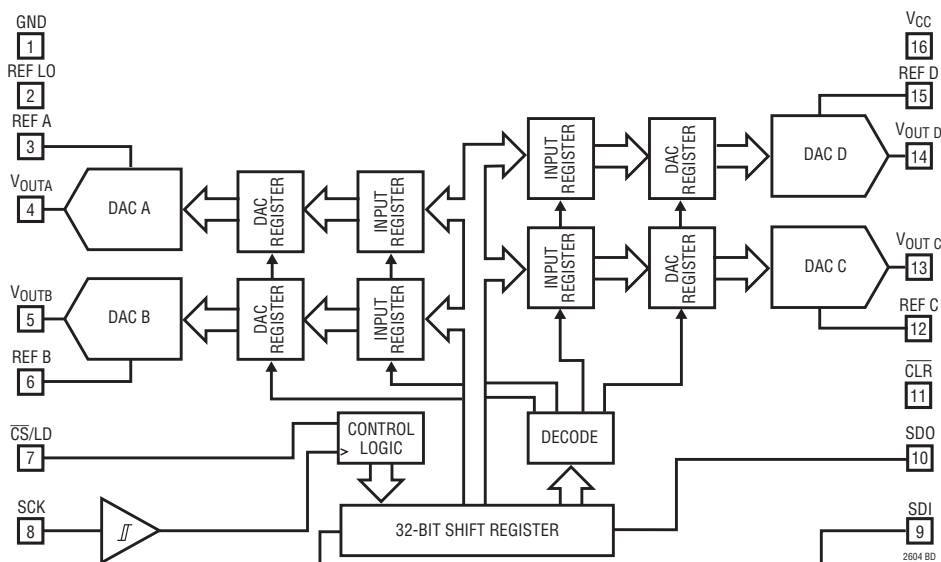 GND
1
REF LO
2
REF A
3
VOUTA
4
VOUTB
5
REF B
6
CS/LD
7
SCK
8
DAC A
DAC
REGISTER
INPUT
REGISTER
DAC B
DAC
REGISTER
INPUT
REGISTER
INPUT
REGISTER
DAC
REGISTER
DAC D
INPUT
REGISTER
DAC
REGISTER
DAC C
CONTROL
LOGIC
>
DECODE
32-BIT SHIFT REGISTER
VCC
16
REF D
15
VOUT D
14
VOUT C
13
REF C
12
CLR
11
SDO
10
SDI
9
2604 BD